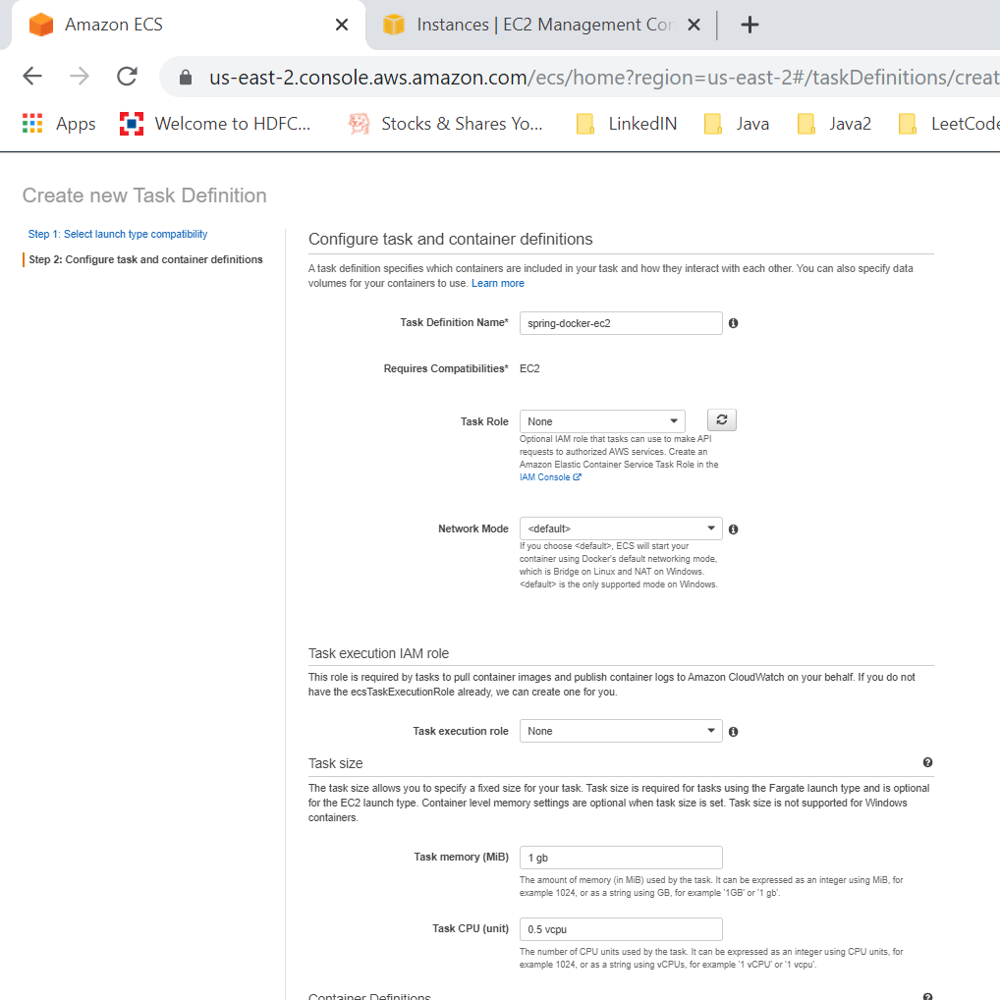 Amazon ECS
Instances | EC2 Management Con
us-east-2.console.aws.amazon.com/ecs/home?region=us-east-2#/taskDefinitions/creat
Apps
Welcome to HDFC...
Stocks & Shares Yo...
LinkedIN
Java
Java2
LeetCode
Create new Task Definition
Step 1: Select launch type compatibility
Step 2: Configure task and container definitions
Configure task and container definitions
A task definition specifies which containers are included in your task and how they interact with each other. You can also specify data
volumes for your containers to use. Learn more
Task Definition Name* spring-docker-ec2
Requires Compatibilities* EC2
Task Role None
Optional IAM role that tasks can use to make API
requests to authorized AWS services. Create an
Amazon Elastic Container Service Task Role in the
IAM Console
Network Mode <default>
If you choose <default>, ECS will start your
container using Docker's default networking mode,
which is Bridge on Linux and NAT on Windows.
<default> is the only supported mode on Windows.
Task execution IAM role
This role is required by tasks to pull container images and publish container logs to Amazon CloudWatch on your behalf. If you do not
have the ecsTaskExecutionRole already, we can create one for you.
Task execution role None
Task size
The task size allows you to specify a fixed size for your task. Task size is required for tasks using the Fargate launch type and is optional
for the EC2 launch type. Container level memory settings are optional when task size is set. Task size is not supported for Windows
containers.
Task memory (MiB) 1 gb
The amount of memory (in MiB) used by the task. It can be expressed as an integer using MiB, for
example 1024, or as a string using GB, for example '1GB' or '1 gb'.
Task CPU (unit) 0.5 vcpu
The number of CPU units used by the task. It can be expressed as an integer using CPU units, for
example 1024, or as a string using vCPUs, for example '1 vCPU' or '1 vcpu'.
Container Definitions